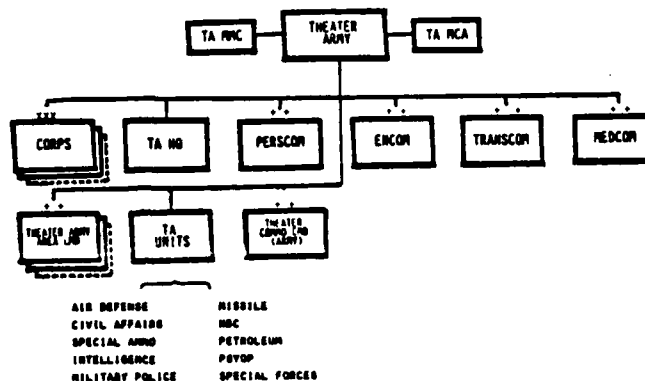 THEATER
ARMY
TA MMC
TA MCA
XXX
CORPS
TA HQ
+ +
PERSCOM
+ +
ENCOM
+ +
TRANSCOM
+ +
MEDCOM
+ +
THEATER ARMY
AREA CMD
TA
UNITS
+ +
THEATER
COMMO CMD
(ARMY)
AIR DEFENSE MISSILE
CIVIL AFFAIRS NBC
SPECIAL AMMO PETROLEUM
INTELLIGENCE PSYOP
MILITARY POLICE SPECIAL FORCES